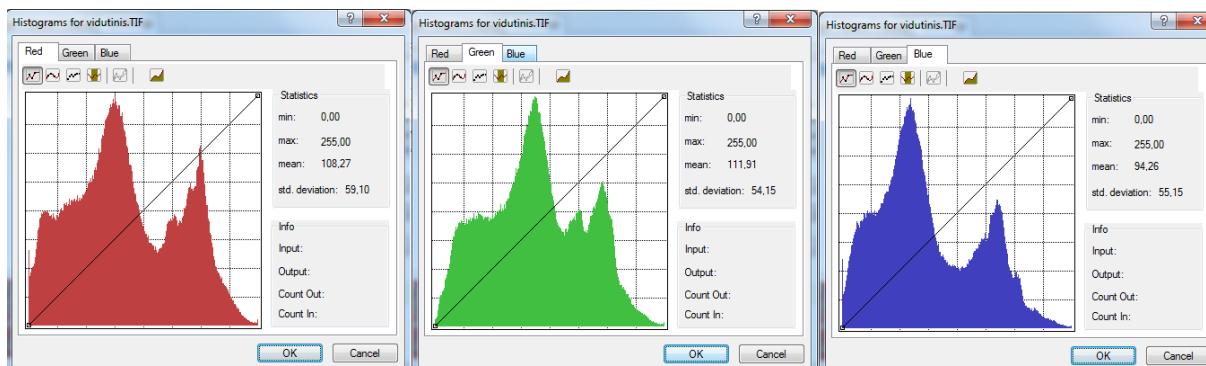 Histograms for vidutinis.TIF
?
X
Red Green Blue
Statistics
min: 0,00
max: 255,00
mean: 108,27
std. deviation: 59,10
Info
Input:
Output:
Count Out:
Count In:
OK Cancel
Histograms for vidutinis.TIF
?
X
Red Green Blue
Statistics
min: 0,00
max: 255,00
mean: 111,91
std. deviation: 54,15
Info
Input:
Output:
Count Out:
Count In:
OK Cancel
Histograms for vidutinis.TIF
?
X
Red Green Blue
Statistics
min: 0,00
max: 255,00
mean: 94,26
std. deviation: 55,15
Info
Input:
Output:
Count Out:
Count In:
OK Cancel